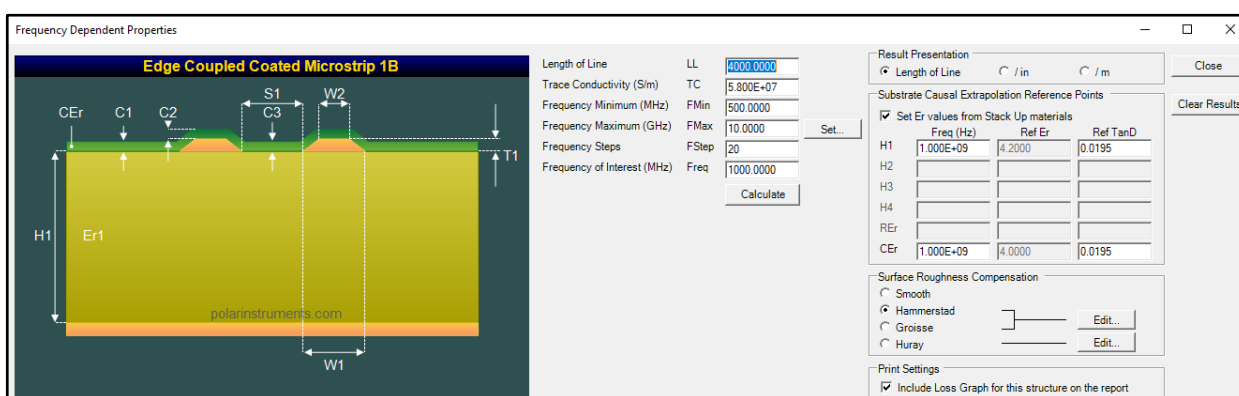 Frequency Dependent Properties
Edge Coupled Coated Microstrip 1B
CEr C1 C2 S1 C3 W2
T1
H1 Er1
polarinstruments.com
W1
Length of Line LL 4000.0000
Trace Conductivity (S/m) TC 5.800E+07
Frequency Minimum (MHz) FMin 500.0000
Frequency Maximum (GHz) FMax 10.0000 Set...
Frequency Steps FStep 20
Frequency of Interest (MHz) Freq 1000.0000
Calculate
Result Presentation
Length of Line / in / m
Substrate Causal Extrapolation Reference Points
Set Er values from Stack Up materials
Freq (Hz) Ref Er Ref TanD
H1 1.000E+09 4.2000 0.0195
H2
H3
H4
REr
CEr 1.000E+09 4.0000 0.0195
Surface Roughness Compensation
Smooth
Hammerstad
Groisse
Huray
Edit...
Edit...
Print Settings
Include Loss Graph for this structure on the report
Close
Clear Results